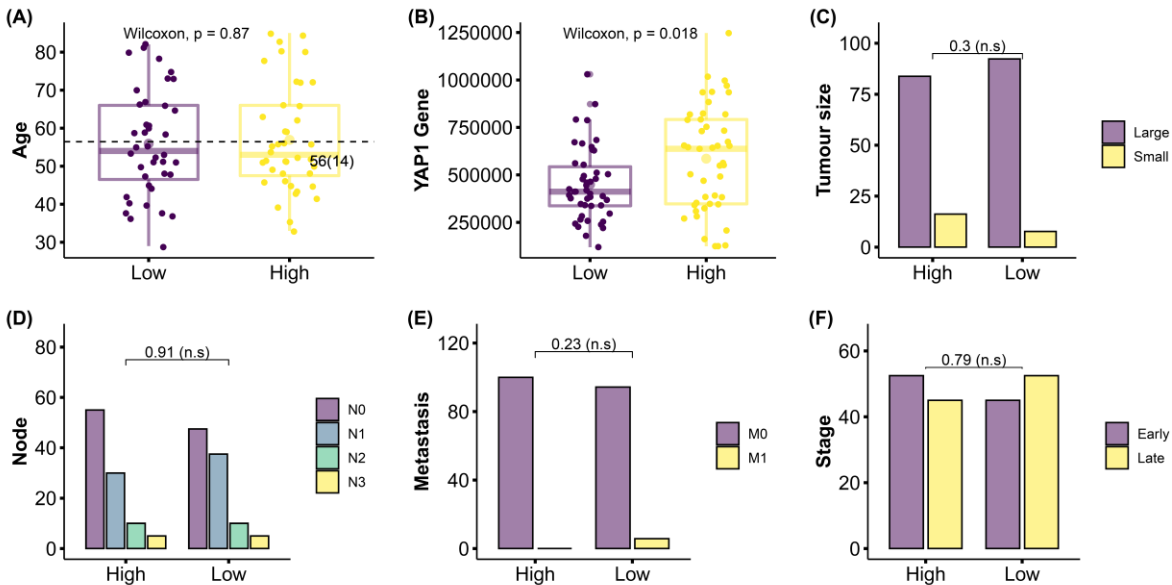 (A)
Wilcoxon, p = 0.87
Age
90
80
70
60
50
40
30
56(14)
Low
High
(B)
Wilcoxon, p = 0.018
YAP1 Gene
1250000
1000000
750000
500000
250000
Low
High
(C)
0.3 (n.s)
Tumour size
100
75
50
25
0
High
Low
Large
Small
(D)
0.91 (n.s)
Node
80
60
40
20
0
High
Low
N0
N1
N2
N3
(E)
0.23 (n.s)
Metastasis
120
80
40
0
High
Low
M0
M1
(F)
0.79 (n.s)
Stage
60
40
20
0
High
Low
Early
Late